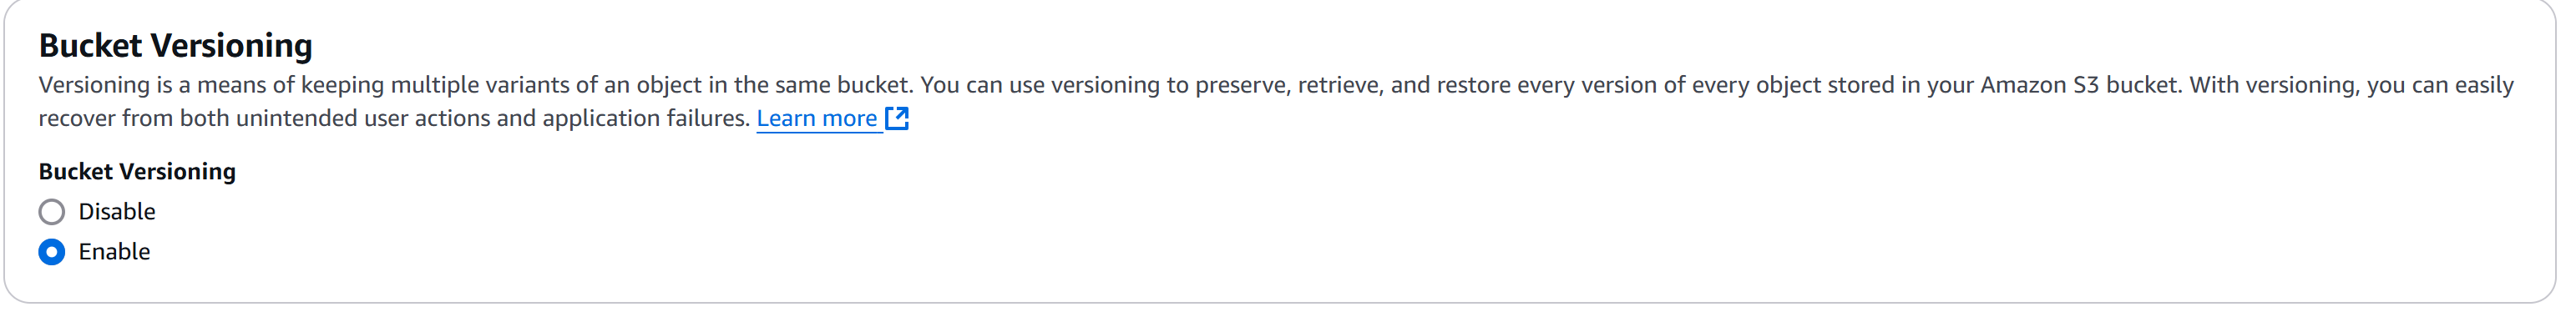 Bucket Versioning
Versioning is a means of keeping multiple variants of an object in the same bucket. You can use versioning to preserve, retrieve, and restore every version of every object stored in your Amazon S3 bucket. With versioning, you can easily
recover from both unintended user actions and application failures. Learn more
Bucket Versioning
Disable
Enable